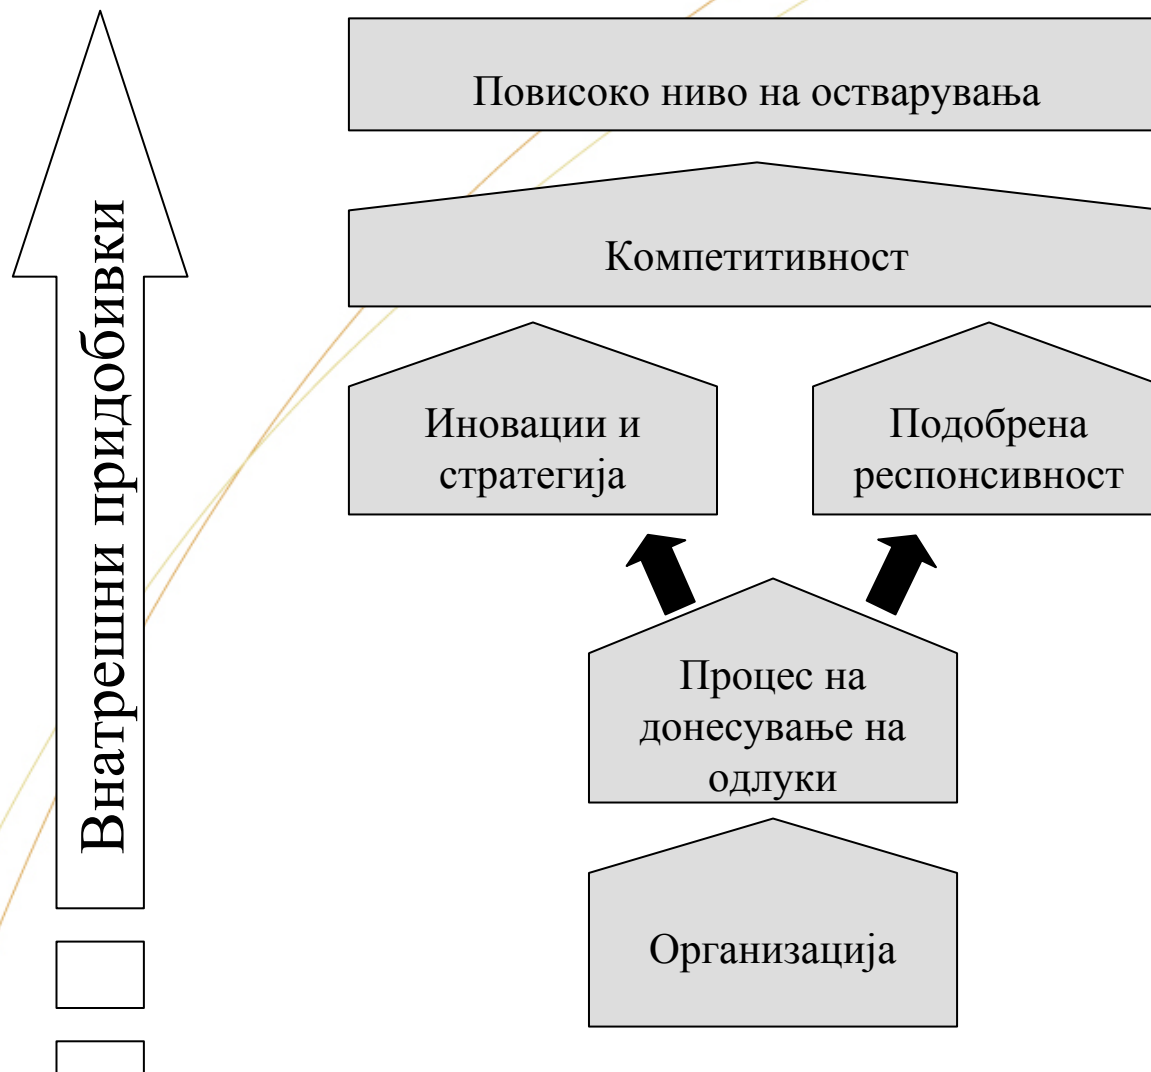 Повисоко ниво на остварувања
Компетитивност
Иновации и
стратегија
Подобрена
респонсивност
Процес на
донесување на
одлуки
Организација
Внатрешни придобивки